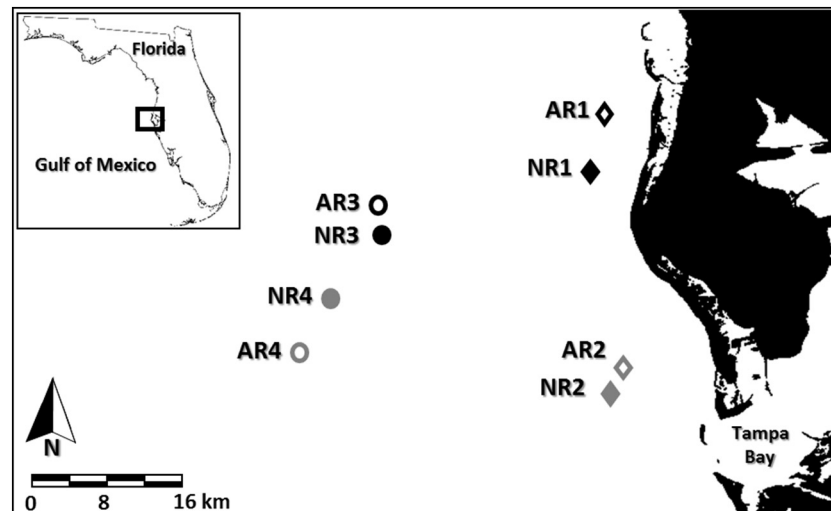 Florida
Gulf of Mexico
AR1
NR1
AR3
NR3
NR4
AR4
AR2
NR2
N
0 8 16 km
Tampa
Bay